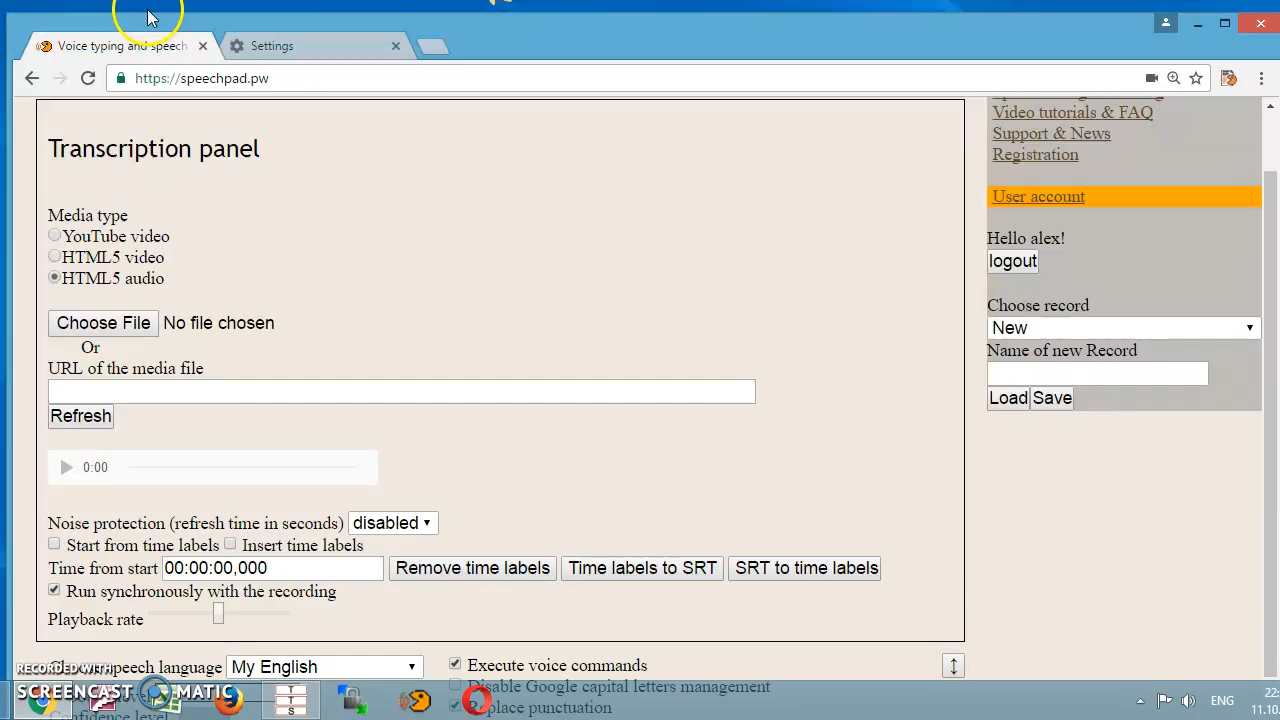 Voice typing and speech
Settings
https://speechpad.pw
Transcription panel
Media type
YouTube video
HTML5 video
HTML5 audio
Choose File No file chosen
Or
URL of the media file
Refresh
0:00
Noise protection (refresh time in seconds) disabled
Start from time labels Insert time labels
Time from start 00:00:00,000 Remove time labels Time labels to SRT SRT to time labels
Run synchronously with the recording
Playback rate
Video tutorials & FAQ
Support & News
Registration
User account
Hello alex!
logout
Choose record
New
Name of new Record
Load Save
speech language My English
Execute voice commands
Disable Google capital letters management
Replace punctuation
Confidence level
RECORDED WITH
SCREENCAST MATIC
T
T
S
ENG
22:
11.10